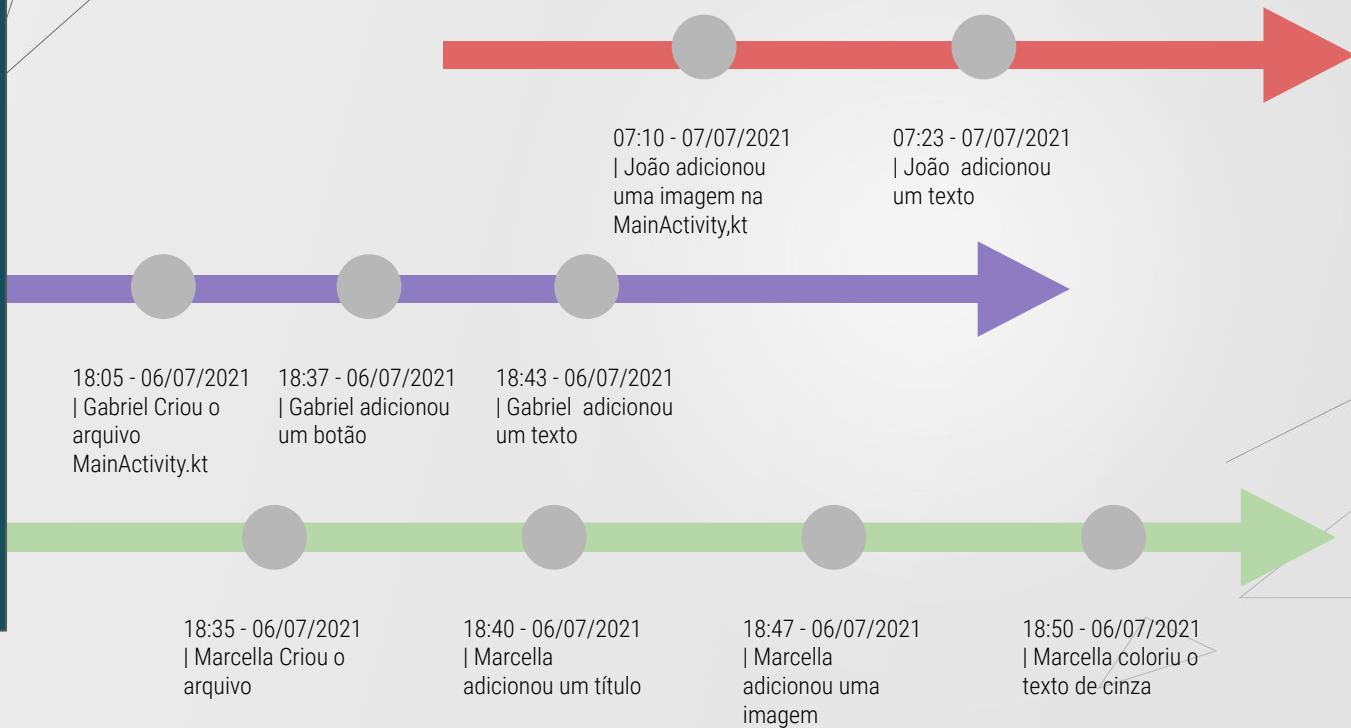 07:10 - 07/07/2021
| João adicionou
uma imagem na
MainActivity,kt
07:23 - 07/07/2021
| João  adicionou
um texto
18:05 - 06/07/2021
| Gabriel Criou o
arquivo
MainActivity.kt
18:37 - 06/07/2021
| Gabriel adicionou
um botão
18:43 - 06/07/2021
| Gabriel  adicionou
um texto
18:35 - 06/07/2021
| Marcella Criou o
arquivo
18:40 - 06/07/2021
| Marcella
adicionou um título
18:47 - 06/07/2021
| Marcella
adicionou uma
imagem
18:50 - 06/07/2021
| Marcella coloriu o
texto de cinza